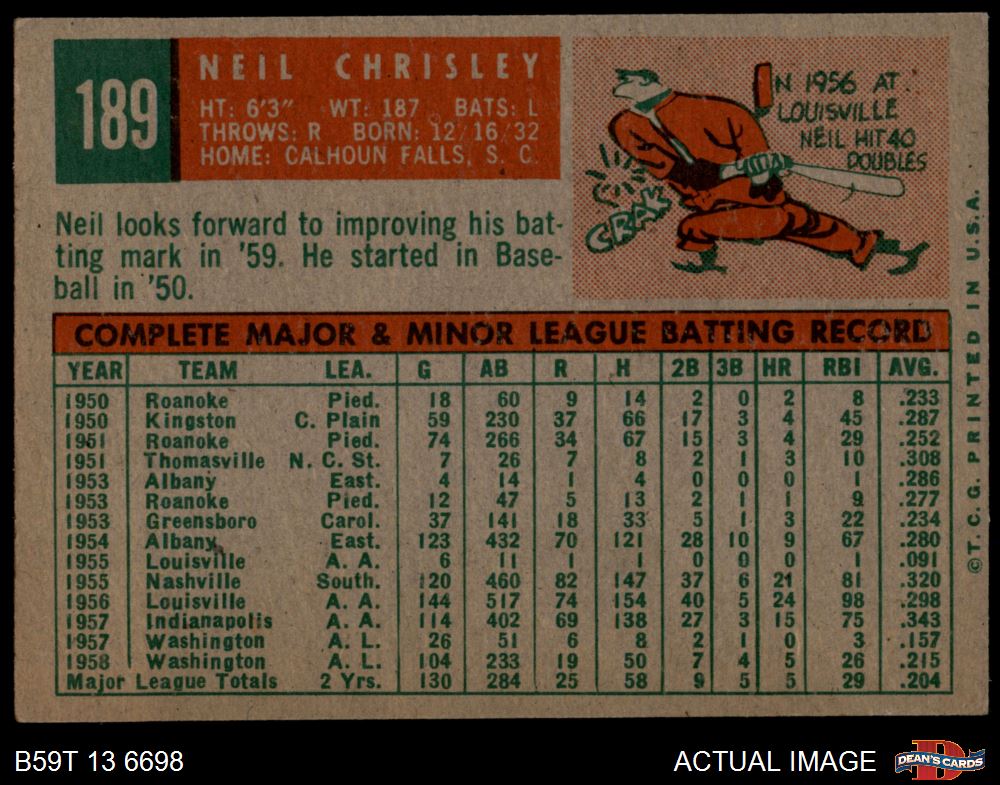 189
NEIL CHRISLEY
HT: 6'3" WT: 187 BATS: L
THROWS: R BORN: 12/16/32
HOME: CALHOUN FALLS, S. C.
IN 1956 AT
LOUISVILLE
NEIL HIT 40
DOUBLES
CRAK
Neil looks forward to improving his bat-
ting mark in '59. He started in Base-
ball in '50.
COMPLETE MAJOR & MINOR LEAGUE BATTING RECORD
YEAR TEAM LEA. G AB R H 2B 3B HR RBI AVG.
1950 Roanoke Pied. 18 60 9 14 2 0 2 8 .233
1950 Kingston C. Plain 59 230 37 66 17 3 4 45 .287
1951 Roanoke Pied. 74 266 34 67 15 3 4 29 .252
1951 Thomasville N. C. St. 7 26 7 8 2 1 3 10 .308
1953 Albany East. 4 14 1 4 0 0 0 1 .286
1953 Roanoke Pied. 12 47 5 13 2 1 1 9 .277
1953 Greensboro Carol. 37 141 18 33 5 1 3 22 .234
1954 Albany East. 123 432 70 121 28 10 9 67 .280
1955 Louisville A. A. 6 11 1 1 0 0 0 1 .091
1955 Nashville South. 120 460 82 147 37 6 21 81 .320
1956 Louisville A. A. 144 517 74 154 40 5 24 98 .298
1957 Indianapolis A. A. 114 402 69 138 27 3 15 75 .343
1957 Washington A. L. 26 51 6 8 2 1 0 3 .157
1958 Washington A. L. 104 233 19 50 7 4 5 26 .215
Major League Totals 2 Yrs. 130 284 25 58 9 5 5 29 .204
©T. C. G. PRINTED IN U.S.A.
B59T 13 6698
ACTUAL IMAGE
D
DEAN'S CARDS